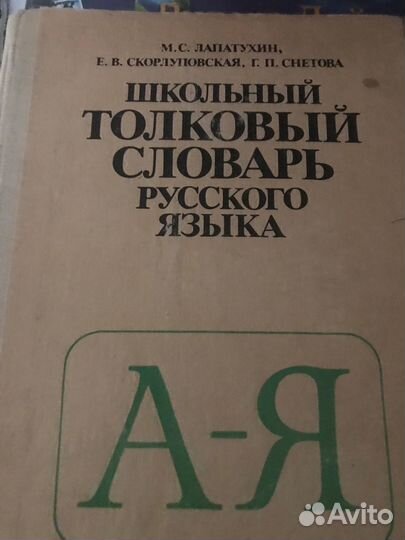 М.С. ЛАПАТУХИН,
Е. В. СКОРЛУПОВСКАЯ, Г. П. СНЕТОВА
ШКОЛЬНЫЙ
ТОЛКОВЫЙ
СЛОВАРЬ
РУССКОГО
ЯЗЫКА
А-Я
Avito